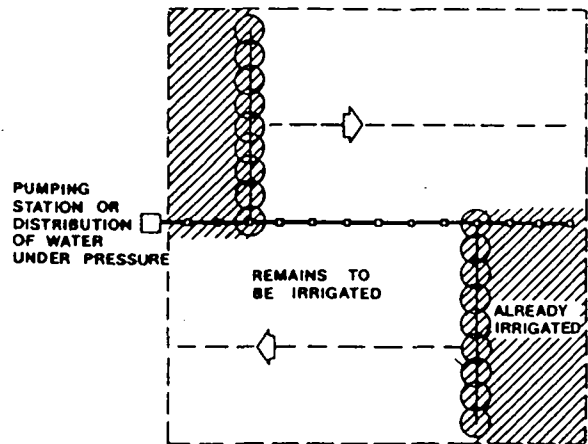 PUMPING
STATION OR
DISTRIBUTION
OF WATER
UNDER PRESSURE
REMAINS TO
BE IRRIGATED
ALREADY
IRRIGATED